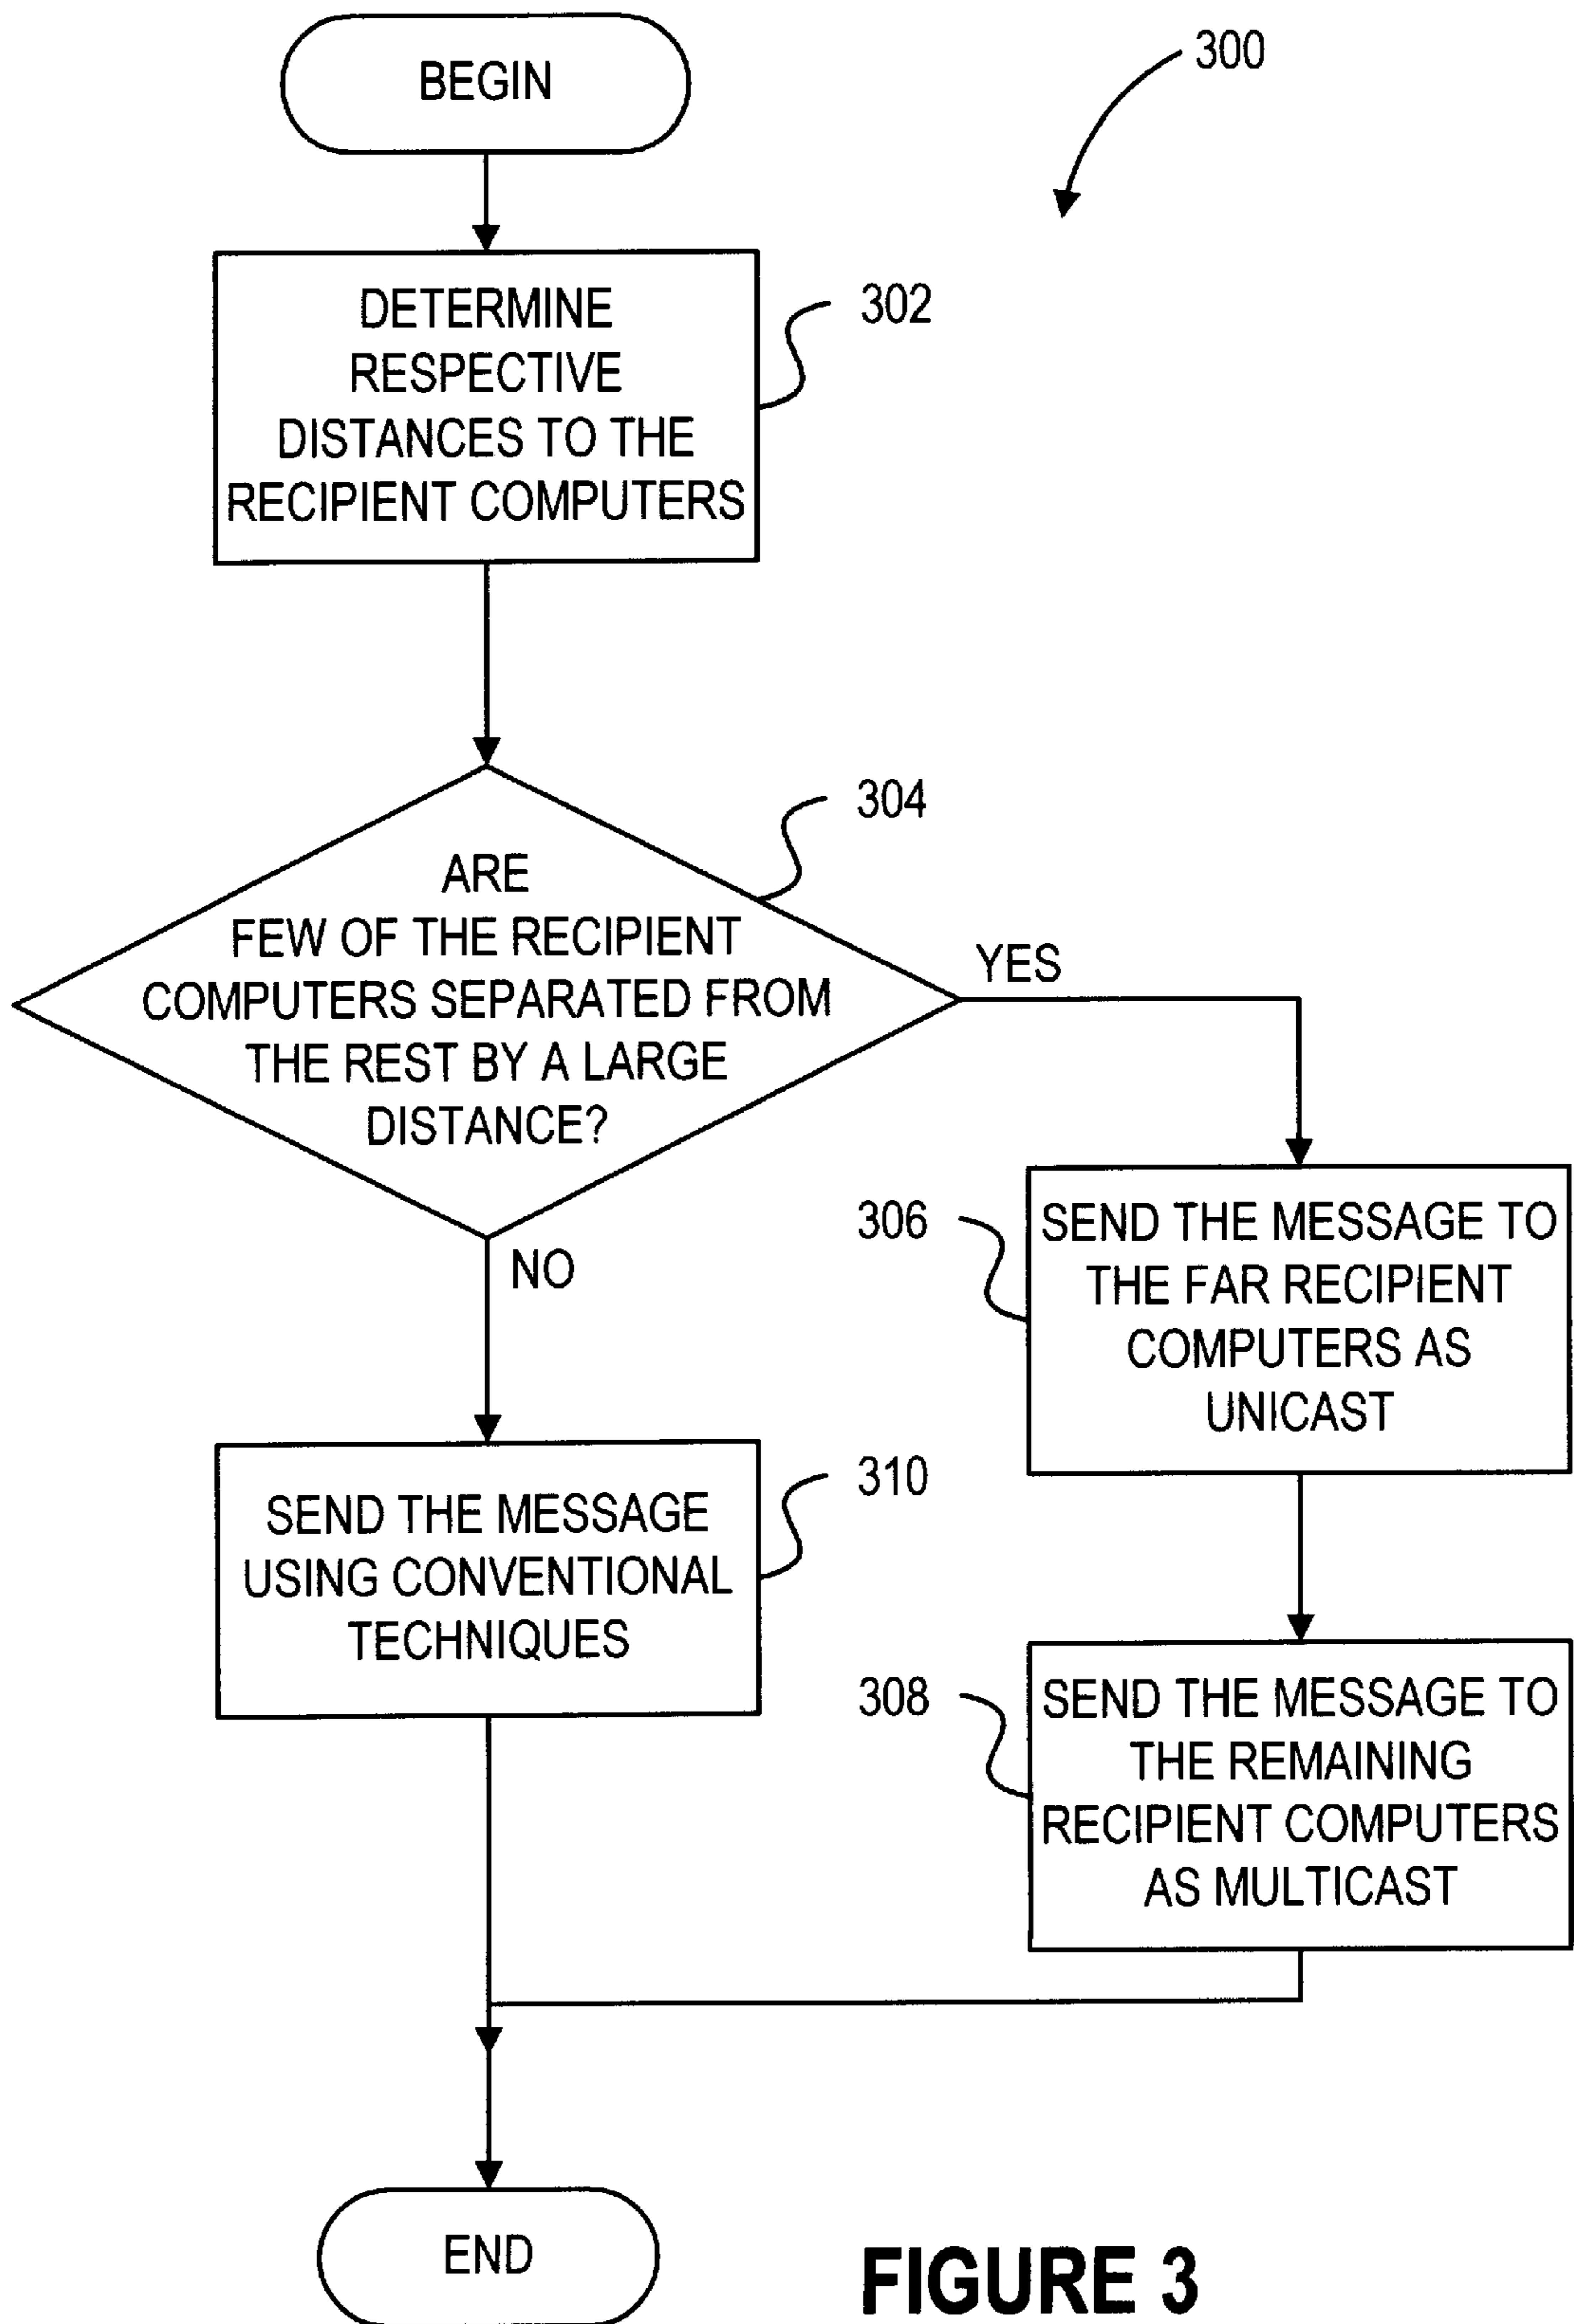 BEGIN
300
DETERMINE
RESPECTIVE
DISTANCES TO THE
RECIPIENT COMPUTERS
302
304
ARE
FEW OF THE RECIPIENT
COMPUTERS SEPARATED FROM
THE REST BY A LARGE
DISTANCE?
YES
NO
306
SEND THE MESSAGE TO
THE FAR RECIPIENT
COMPUTERS AS
UNICAST
310
SEND THE MESSAGE
USING CONVENTIONAL
TECHNIQUES
308
SEND THE MESSAGE TO
THE REMAINING
RECIPIENT COMPUTERS
AS MULTICAST
END
FIGURE 3